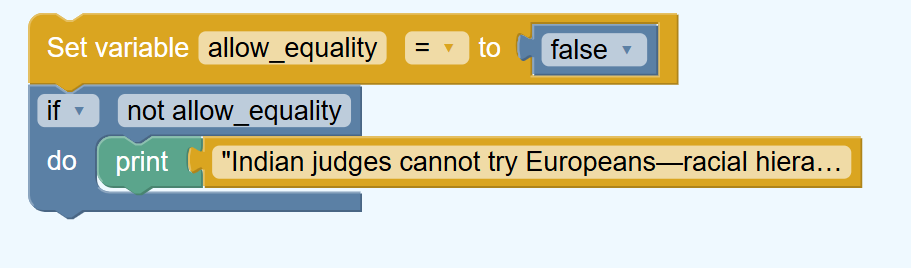 Set variable allow_equality = to false
if not allow_equality
do print "Indian judges cannot try Europeans—racial hiera…